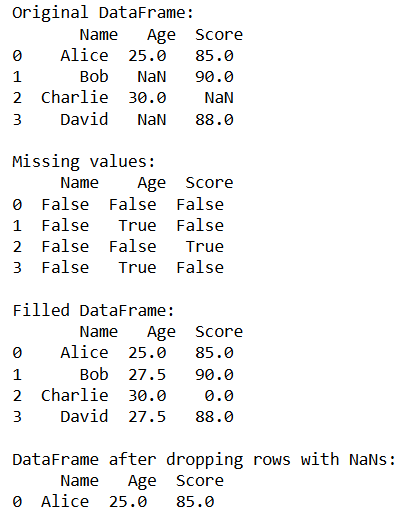 Original DataFrame:
      Name   Age  Score
0    Alice  25.0   85.0
1      Bob   NaN   90.0
2  Charlie  30.0    NaN
3    David   NaN   88.0

Missing values:
    Name    Age  Score
0  False  False  False
1  False   True  False
2  False  False   True
3  False   True  False

Filled DataFrame:
      Name   Age  Score
0    Alice  25.0   85.0
1      Bob  27.5   90.0
2  Charlie  30.0    0.0
3    David  27.5   88.0

DataFrame after dropping rows with NaNs:
    Name   Age  Score
0  Alice  25.0   85.0